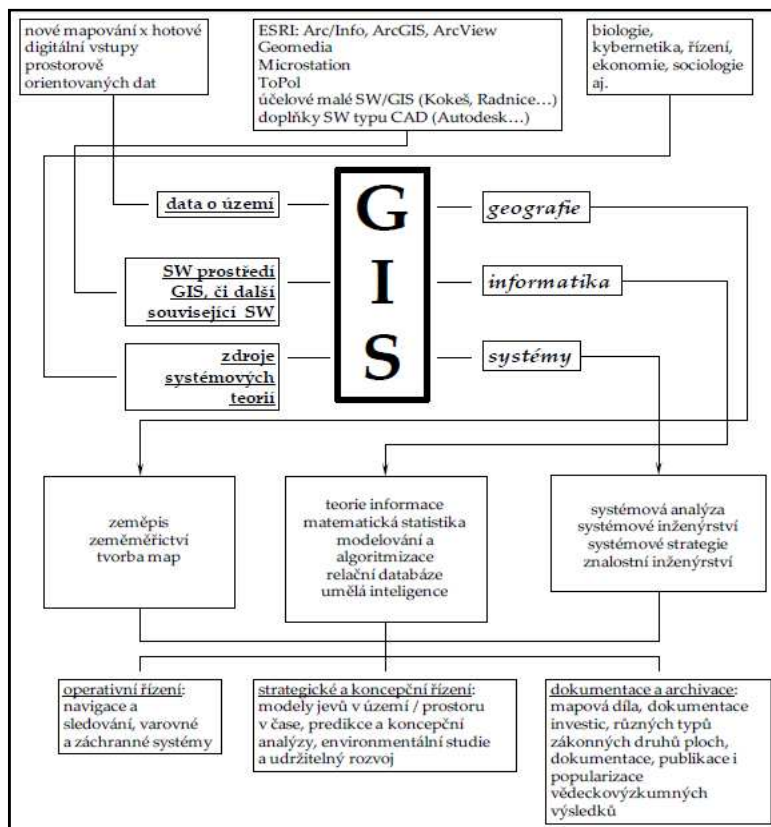 nové mapování x hotové
digitální vstupy
prostorově
orientovaných dat
ESRI: Arc/Info, ArcGIS, ArcView
Geomedia
Microstation
ToPol
účelové malé SW/GIS (Kokeš, Radnice…)
doplňky SW typu CAD (Autodesk…)
biologie,
kybernetika, řízení,
ekonomie, sociologie
aj.
data o území
SW prostředí
GIS, či další
související SW
zdroje
systémových
teorií
G
I
S
geografie
informatika
systémy
zeměpis
zeměměřictví
tvorba map
teorie informace
matematická statistika
modelování a
algoritmizace
relační databáze
umělá inteligence
systémová analýza
systémové inženýrství
systémové strategie
znalostní inženýrství
operativní řízení:
navigace a
sledování, varovné
a záchranné systémy
strategické a koncepční řízení:
modely jevů v území / prostoru
v čase, predikce a koncepční
analýzy, environmentální studie
a udržitelný rozvoj
dokumentace a archivace:
mapová díla, dokumentace
investic, různých typů
zákonných druhů ploch,
dokumentace, publikace i
popularizace
vědeckovýzkumných
výsledků